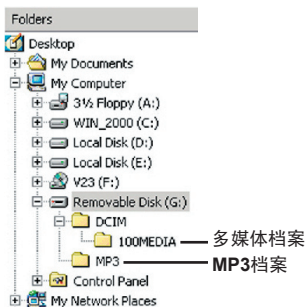 Folders
Desktop
My Documents
My Computer
3½ Floppy (A:)
WIN_2000 (C:)
Local Disk (D:)
Local Disk (E:)
V23 (F:)
Removable Disk (G:)
DCIM
100MEDIA 多媒体档案
MP3 MP3档案
Control Panel
My Network Places